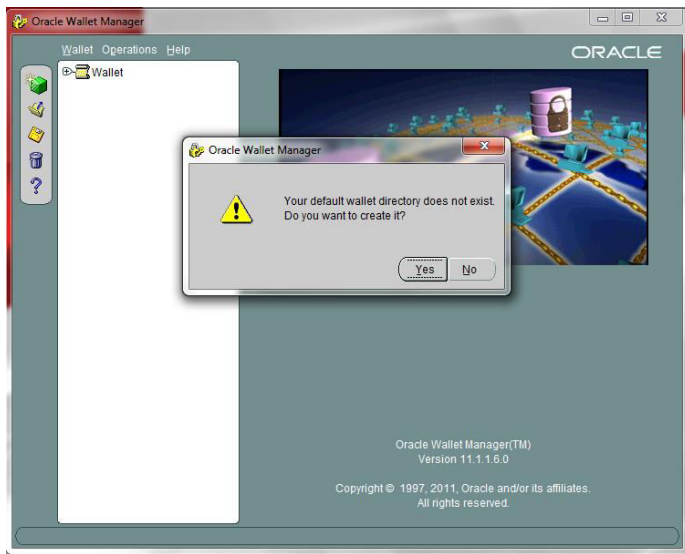 Oracle Wallet Manager
Wallet Operations Help
ORACLE
Wallet
Oracle Wallet Manager
Your default wallet directory does not exist.
Do you want to create it?
Yes No
Oracle Wallet Manager(TM)
Version 11.1.1.6.0
Copyright © 1997, 2011, Oracle and/or its affiliates.
All rights reserved.